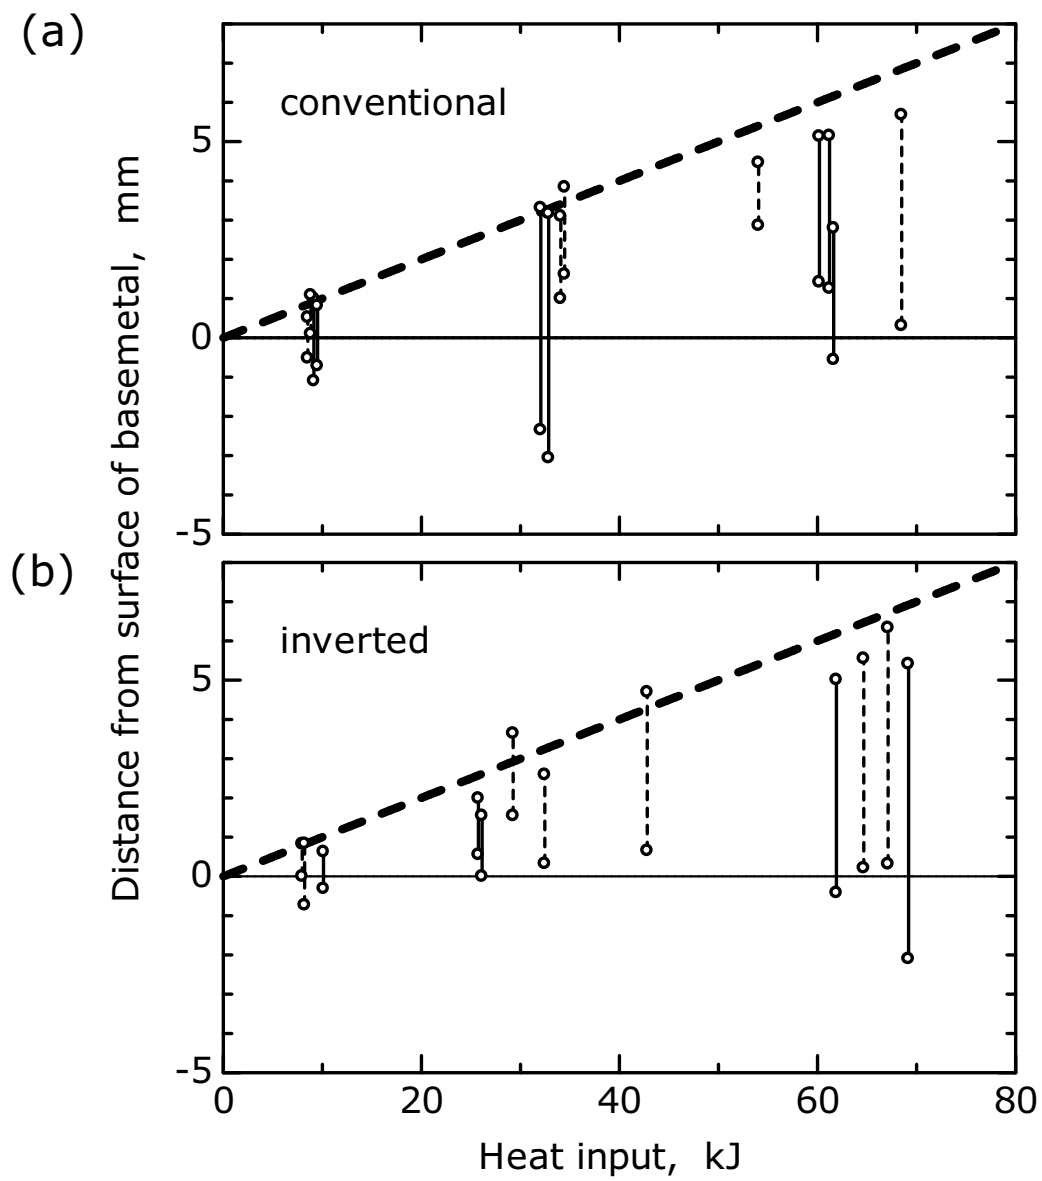 (a)
conventional
5
0
-5
Distance from surface of basemetal, mm
(b)
inverted
5
0
-5
0 20 40 60 80
Heat input, kJ